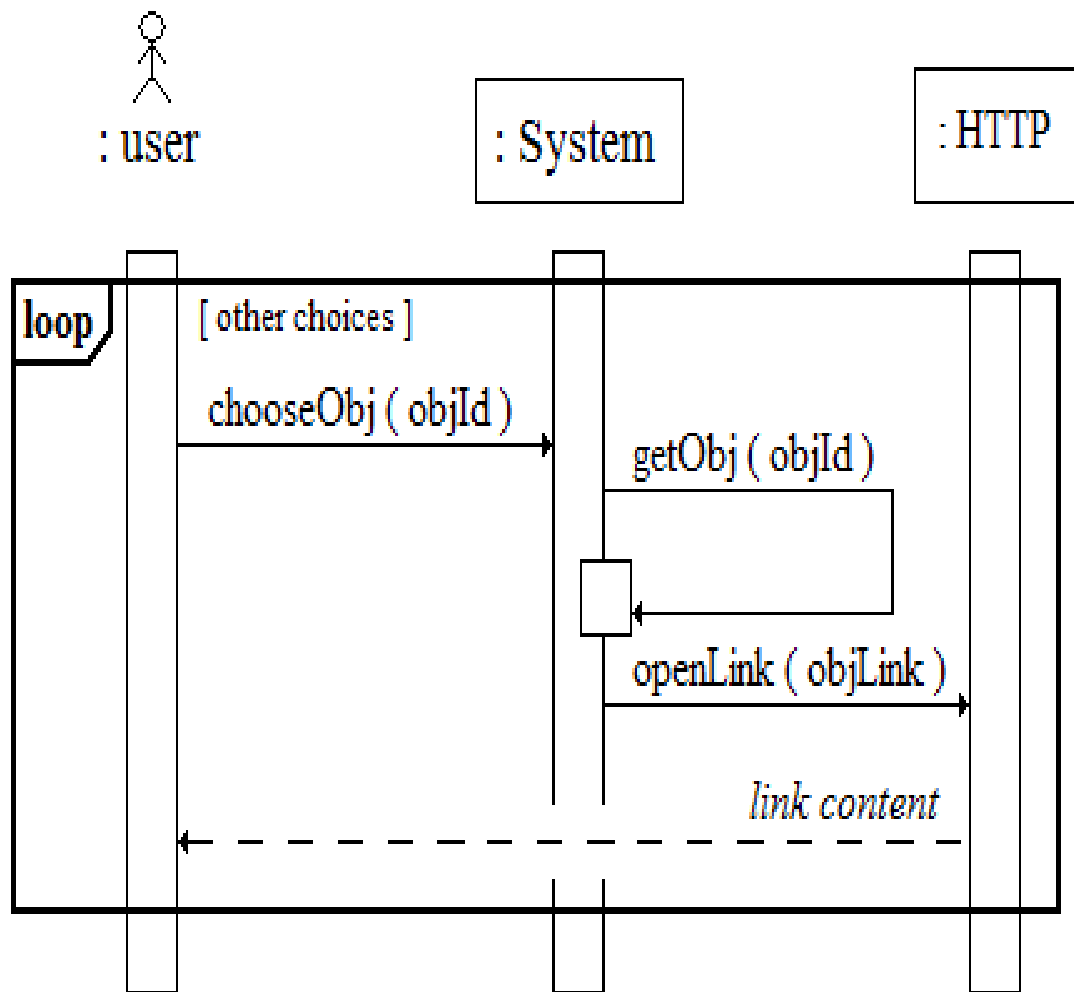 : user
: System
: HTTP
loop
[ other choices ]
chooseObj ( objId )
getObj ( objId )
openLink ( objLink )
link content